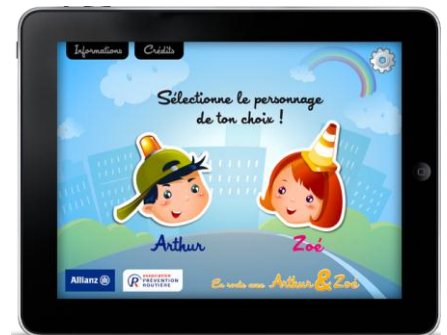 Informations
Crédits
Sélectionne le personnage
de ton choix !
Arthur
Zoé
Allianz
ASSOCIATION
PRÉVENTION
ROUTIÈRE
En route avec Arthur & Zoé